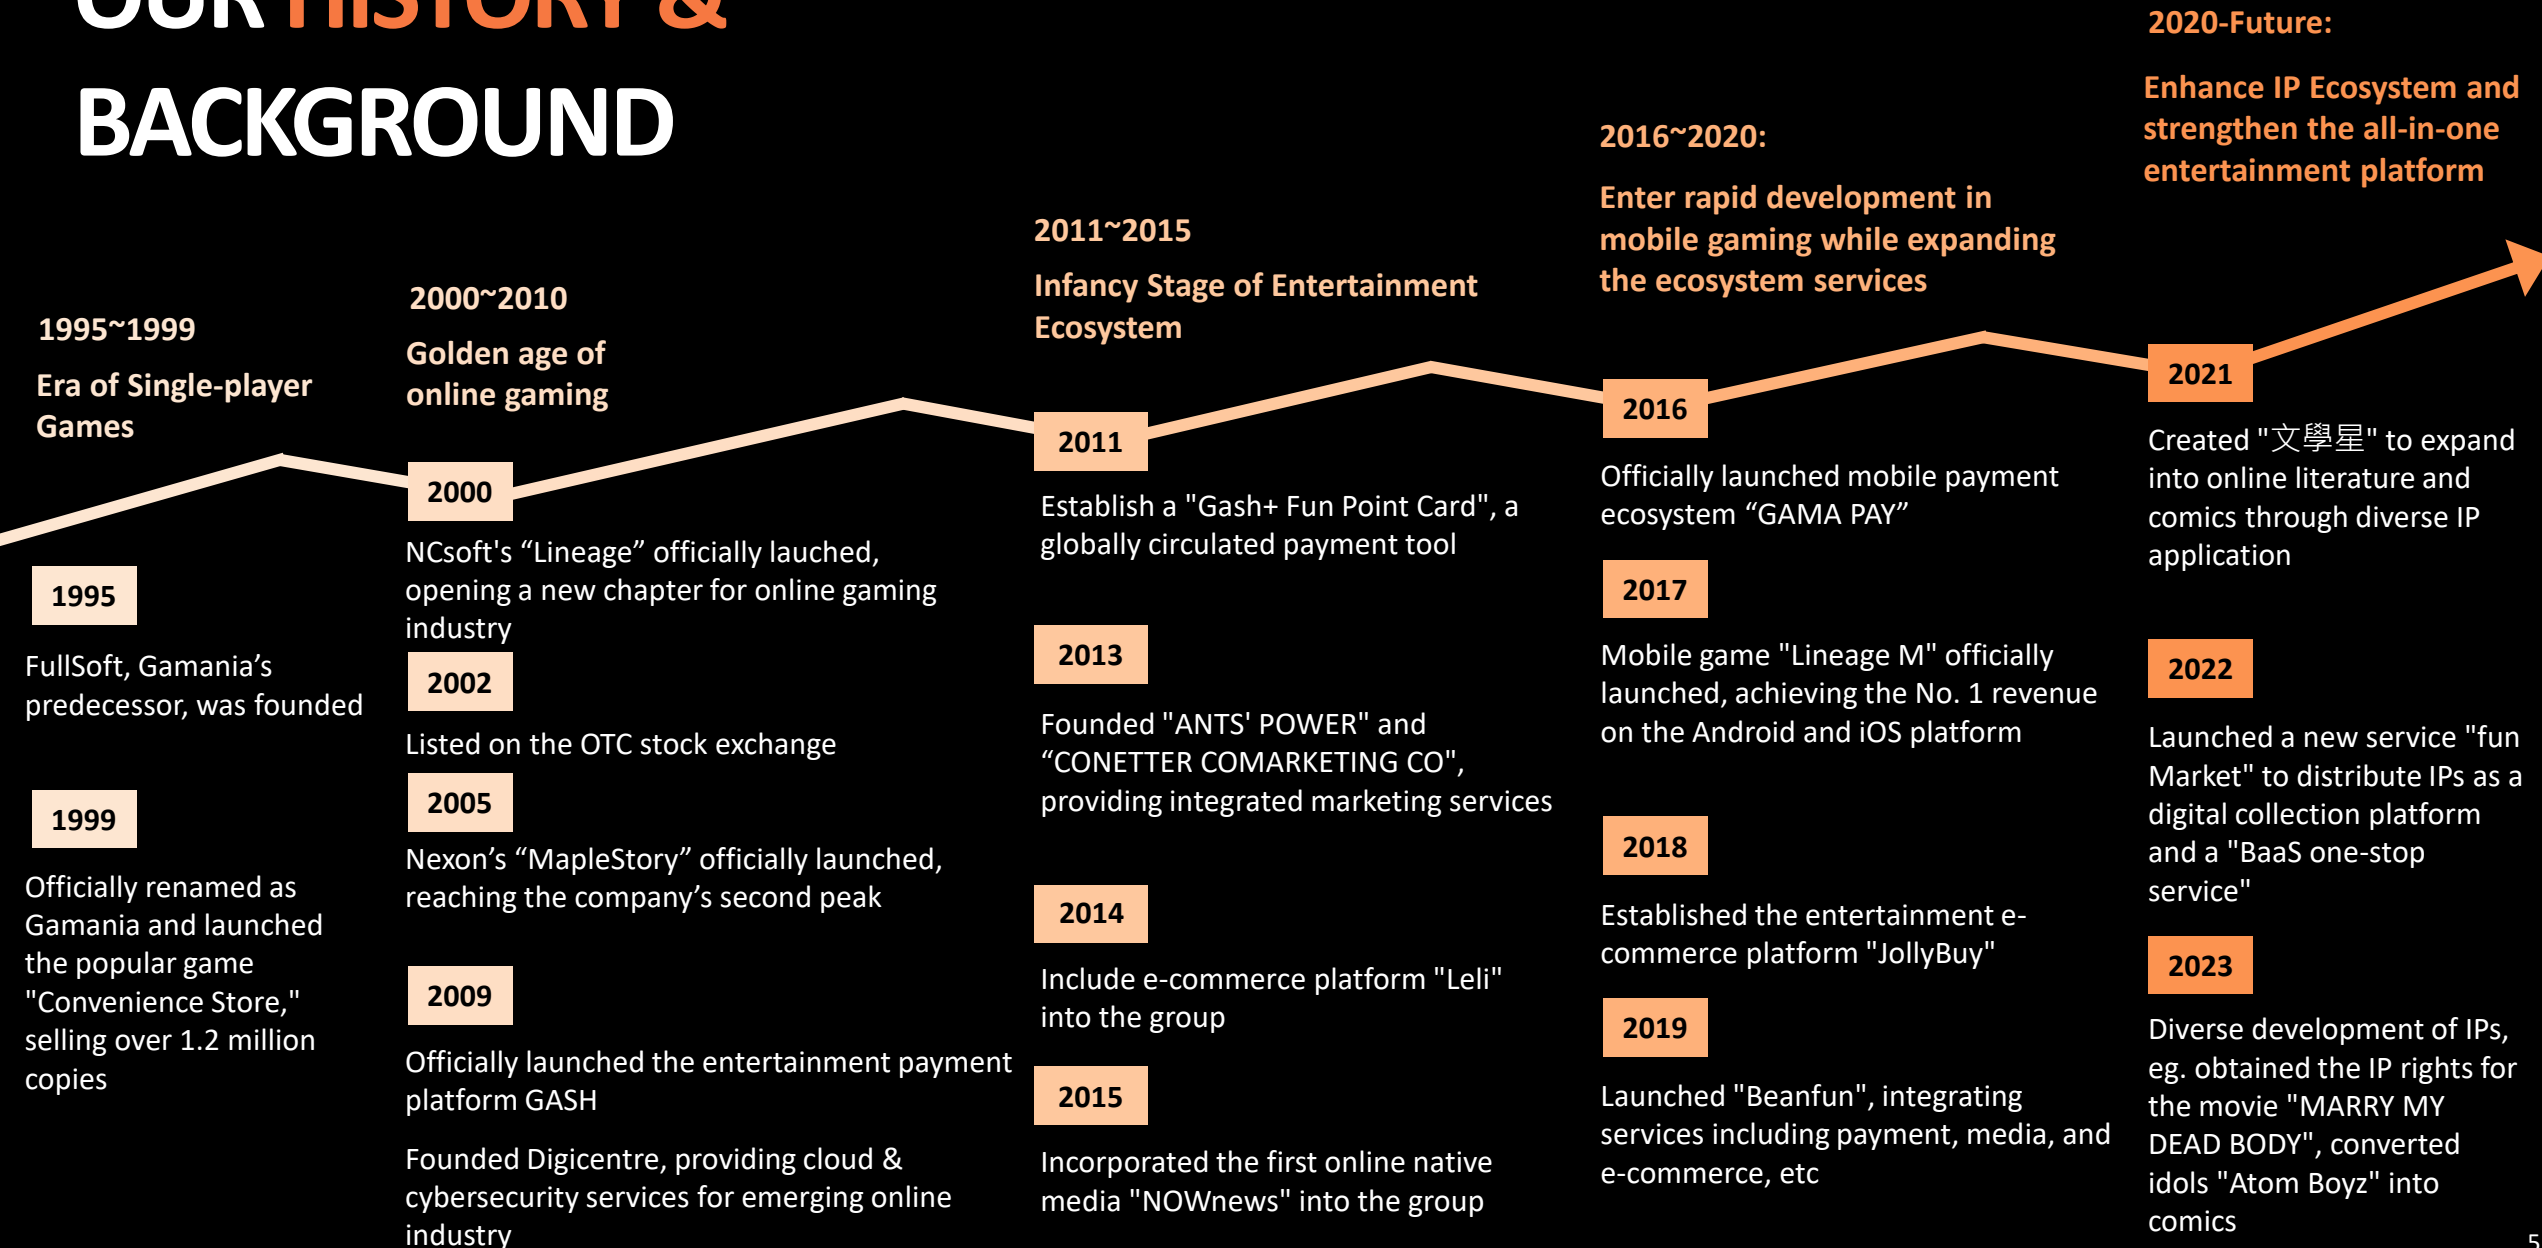 OUR HISTORY &
BACKGROUND
1995~1999
Era of Single-player
Games
1995
FullSoft, Gamania’s
predecessor, was founded
1999
Officially renamed as
Gamania and launched
the popular game
"Convenience Store,"
selling over 1.2 million
copies
2000~2010
Golden age of
online gaming
2000
NCsoft's “Lineage” officially lauched,
opening a new chapter for online gaming
industry
2002
Listed on the OTC stock exchange
2005
Nexon’s “MapleStory” officially launched,
reaching the company’s second peak
2009
Officially launched the entertainment payment
platform GASH
Founded Digicentre, providing cloud &
cybersecurity services for emerging online
industry
2011~2015
Infancy Stage of Entertainment
Ecosystem
2011
Establish a "Gash+ Fun Point Card", a
globally circulated payment tool
2013
Founded "ANTS' POWER" and
“CONETTER COMARKETING CO",
providing integrated marketing services
2014
Include e-commerce platform "Leli"
into the group
2015
Incorporated the first online native
media "NOWnews" into the group
2016~2020:
Enter rapid development in
mobile gaming while expanding
the ecosystem services
2016
Officially launched mobile payment
ecosystem “GAMA PAY”
2017
Mobile game "Lineage M" officially
launched, achieving the No. 1 revenue
on the Android and iOS platform
2018
Established the entertainment e-
commerce platform "JollyBuy"
2019
Launched "Beanfun", integrating
services including payment, media, and
e-commerce, etc
2020-Future:
Enhance IP Ecosystem and
strengthen the all-in-one
entertainment platform
2021
Created "文學星" to expand
into online literature and
comics through diverse IP
application
2022
Launched a new service "fun
Market" to distribute IPs as a
digital collection platform
and a "BaaS one-stop
service"
2023
Diverse development of IPs,
eg. obtained the IP rights for
the movie "MARRY MY
DEAD BODY", converted
idols "Atom Boyz" into
comics
5